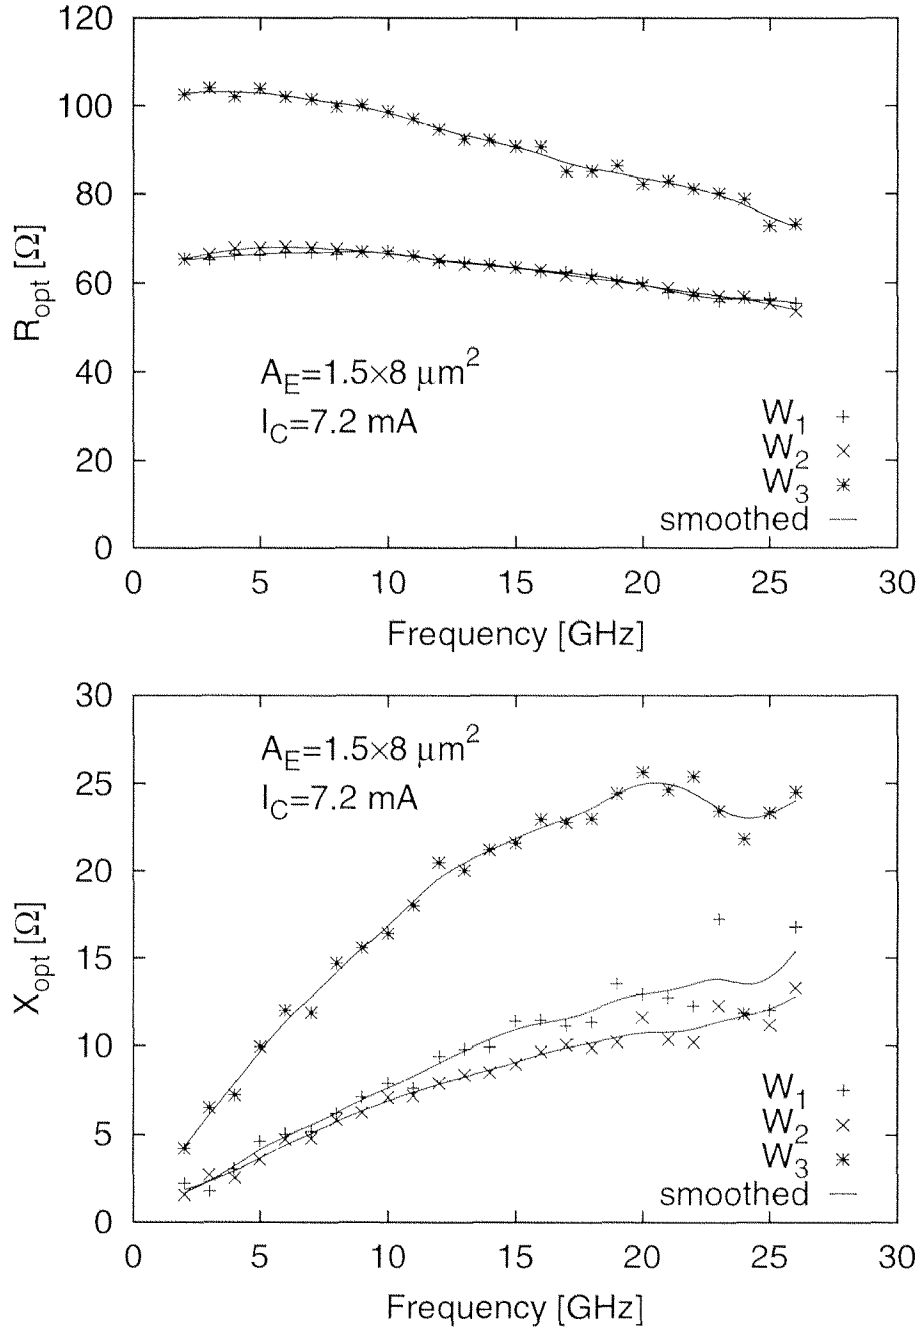 120
100
80
60
40
20
0
R_opt [Ω]
A_E=1.5×8 μm²
I_C=7.2 mA
W_1 +
W_2 ×
W_3 ✳
smoothed —
0 5 10 15 20 25 30
Frequency [GHz]
30
25
20
15
10
5
0
X_opt [Ω]
A_E=1.5×8 μm²
I_C=7.2 mA
W_1 +
W_2 ×
W_3 ✳
smoothed —
0 5 10 15 20 25 30
Frequency [GHz]